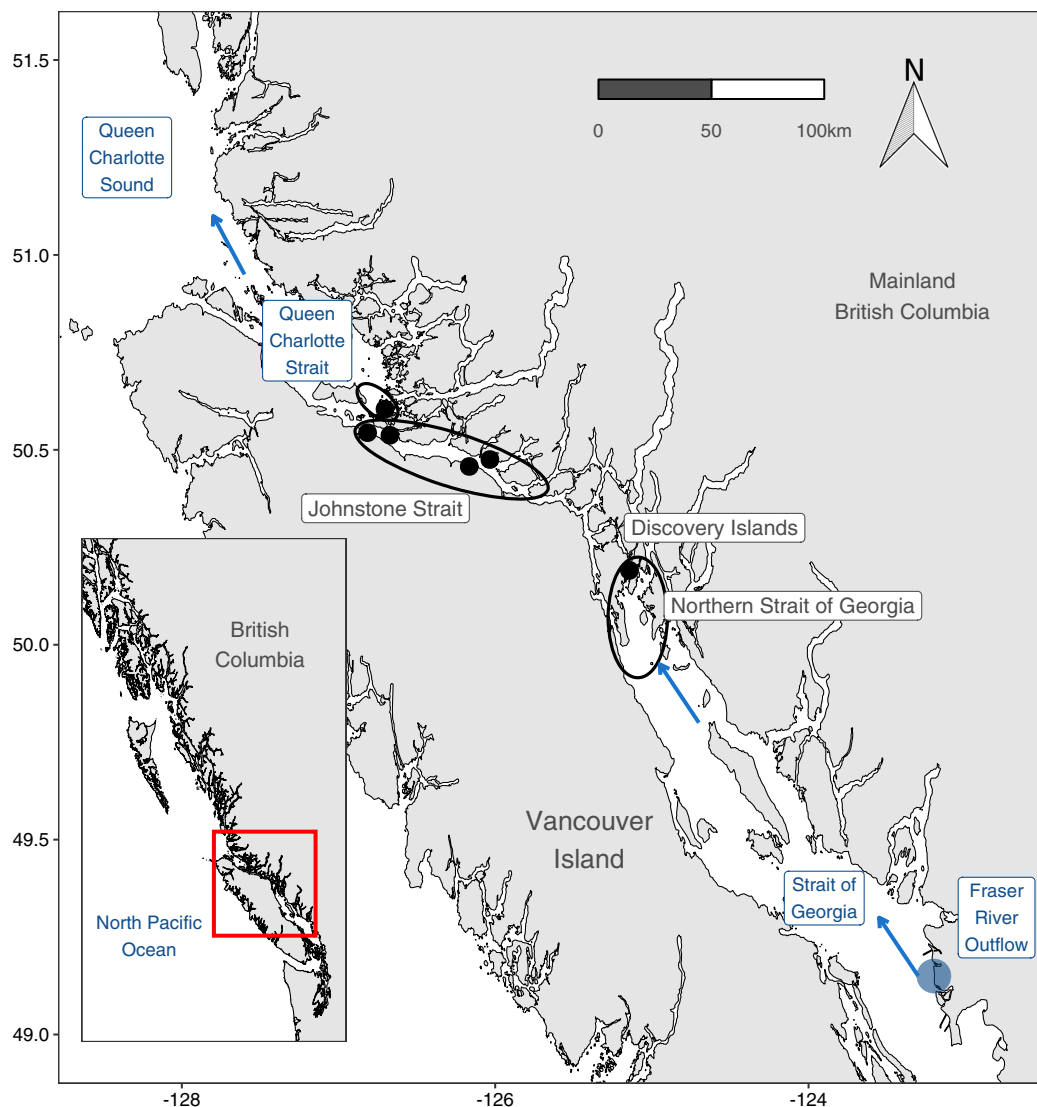 51.5
51.0
50.5
50.0
49.5
49.0
-128
-126
-124
N
0
50
100km
Queen
Charlotte
Sound
Mainland
British Columbia
Queen
Charlotte
Strait
Johnstone Strait
Discovery Islands
Northern Strait of Georgia
British
Columbia
North Pacific
Ocean
Vancouver
Island
Strait of
Georgia
Fraser
River
Outflow